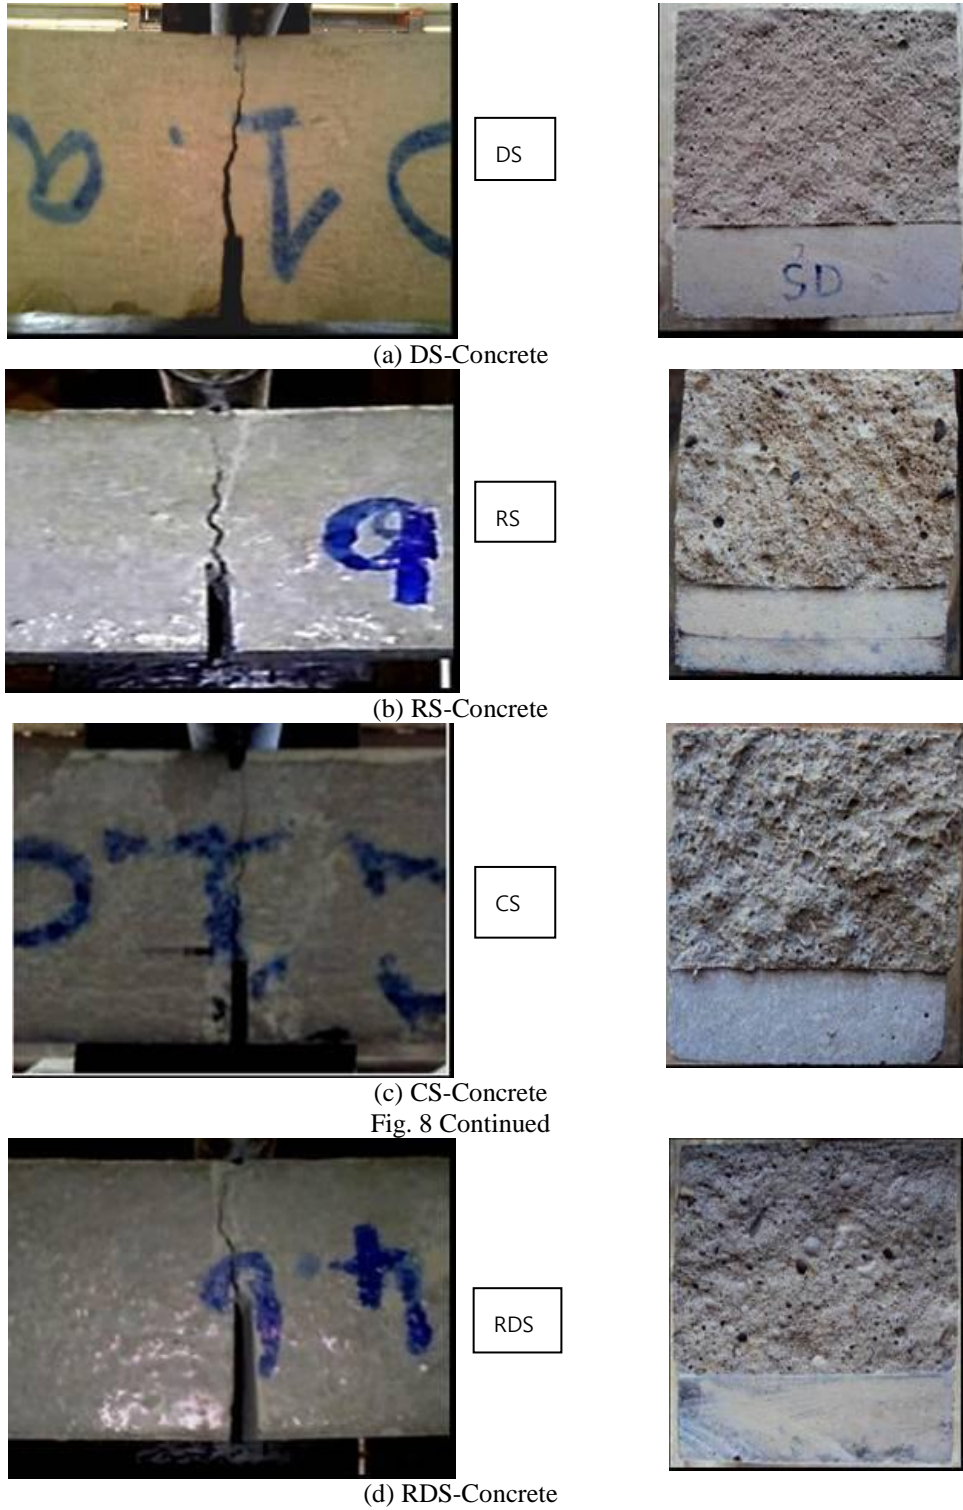 DS
SD
(a) DS-Concrete
RS
(b) RS-Concrete
CS
(c) CS-Concrete
Fig. 8 Continued
RDS
(d) RDS-Concrete